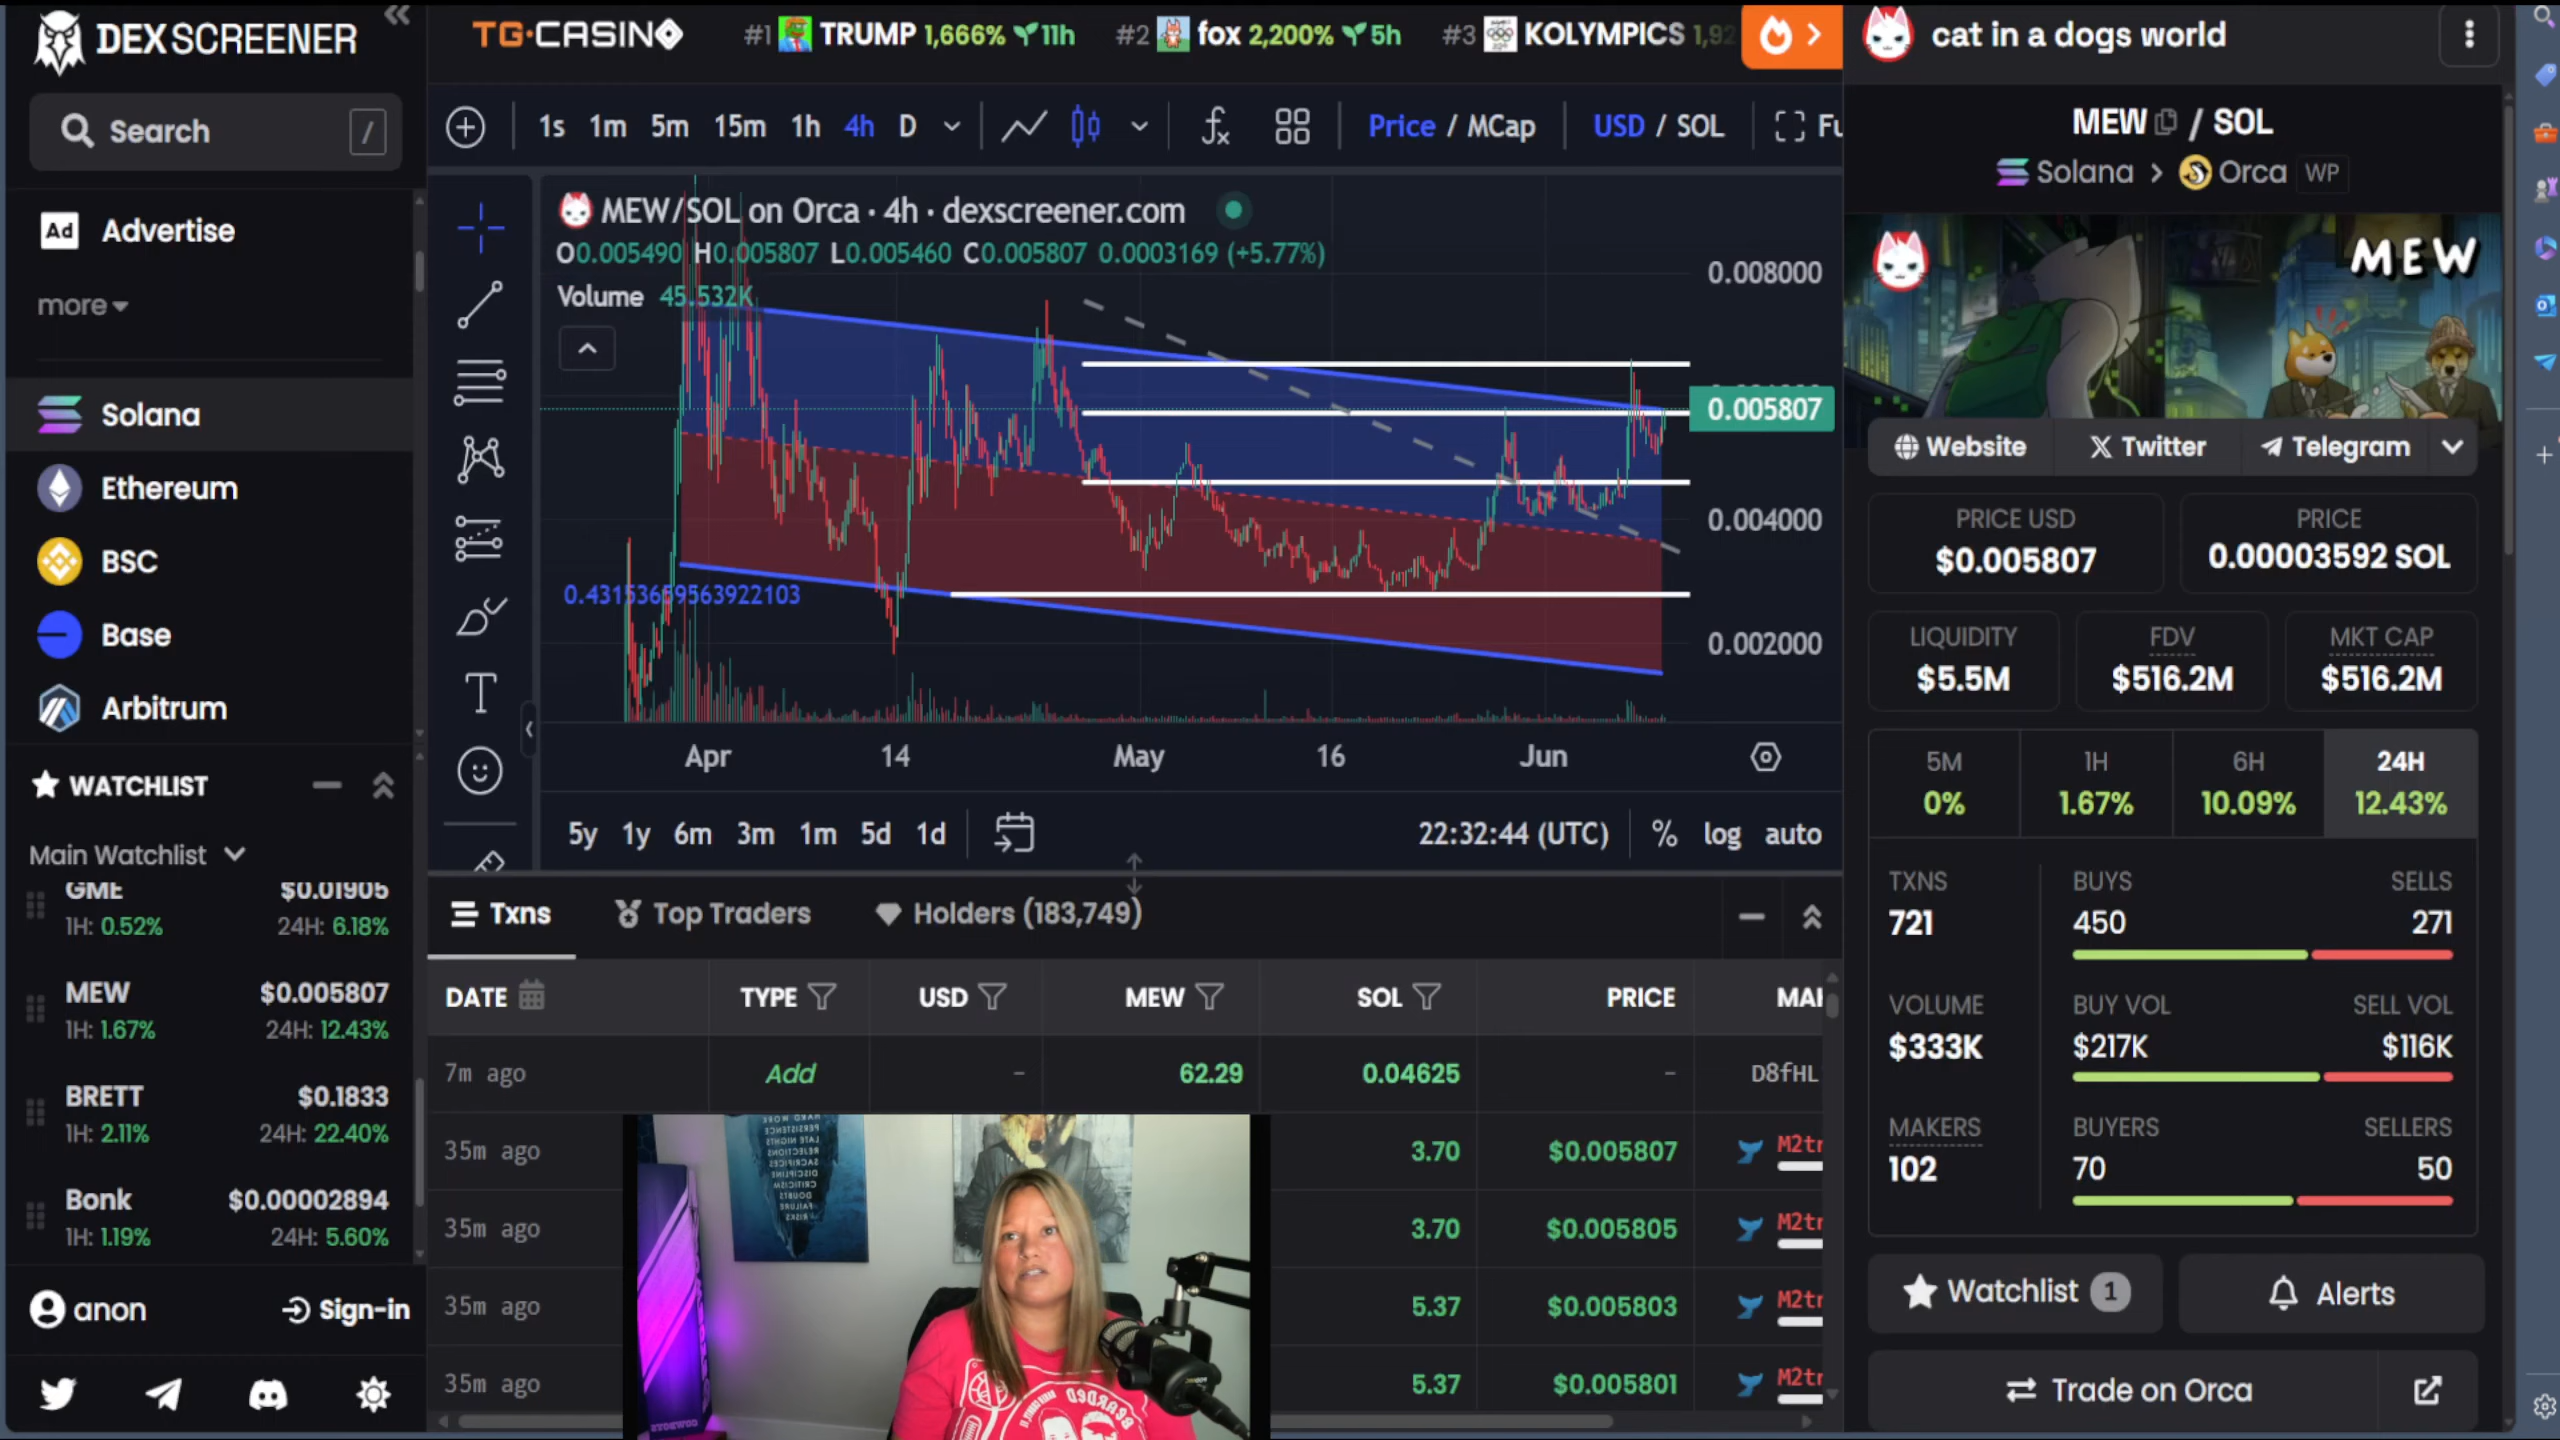 DEXSCREENER
Search
/
Ad Advertise
more
Solana
Ethereum
BSC
Base
Arbitrum
WATCHLIST
Main Watchlist
GME $0.01905
1H: 0.52% 24H: 6.18%
MEW $0.005807
1H: 1.67% 24H: 12.43%
BRETT $0.1833
1H: 2.11% 24H: 22.40%
Bonk $0.00002894
1H: 1.19% 24H: 5.60%
anon Sign-in
TG·CASINO #1 TRUMP 1,666% 11h #2 fox 2,200% 5h #3 KOLYMPICS 1,92
1s 1m 5m 15m 1h 4h D Price / MCap USD / SOL Fu
MEW/SOL on Orca · 4h · dexscreener.com
O0.005490 H0.005807 L0.005460 C0.005807 0.0003169 (+5.77%)
Volume 45.532K
0.008000
0.005807
0.004000
0.002000
0.43153659563922103
Apr 14 May 16 Jun
5y 1y 6m 3m 1m 5d 1d 22:32:44 (UTC) % log auto
Txns Top Traders Holders (183,749)
DATE TYPE USD MEW SOL PRICE MAI
7m ago Add - 62.29 0.04625 - D8fHL
35m ago 3.70 $0.005807 M2tr
35m ago 3.70 $0.005805 M2tr
35m ago 5.37 $0.005803 M2tr
35m ago 5.37 $0.005801 M2tr
cat in a dogs world
MEW / SOL
Solana > Orca WP
MEW
Website Twitter Telegram
PRICE USD PRICE
$0.005807 0.00003592 SOL
LIQUIDITY FDV MKT CAP
$5.5M $516.2M $516.2M
5M 1H 6H 24H
0% 1.67% 10.09% 12.43%
TXNS BUYS SELLS
721 450 271
VOLUME BUY VOL SELL VOL
$333K $217K $116K
MAKERS BUYERS SELLERS
102 70 50
Watchlist 1 Alerts
Trade on Orca